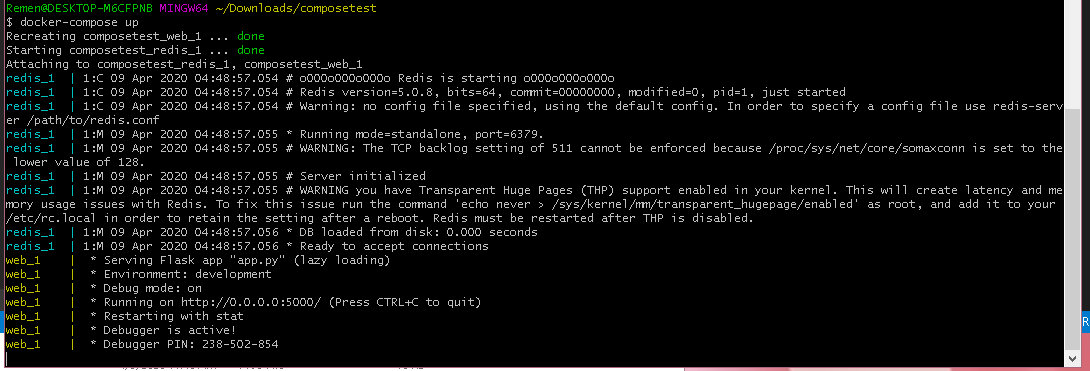 Remen@DESKTOP-M6CFPNB MINGW64 ~/Downloads/composetest
$ docker-compose up
Recreating composetest_web_1 ... done
Starting composetest_redis_1 ... done
Attaching to composetest_redis_1, composetest_web_1
redis_1  | 1:C 09 Apr 2020 04:48:57.054 # oO0OoO0OoO0Oo Redis is starting oO0OoO0OoO0Oo
redis_1  | 1:C 09 Apr 2020 04:48:57.054 # Redis version=5.0.8, bits=64, commit=00000000, modified=0, pid=1, just started
redis_1  | 1:C 09 Apr 2020 04:48:57.054 # Warning: no config file specified, using the default config. In order to specify a config file use redis-serv
er /path/to/redis.conf
redis_1  | 1:M 09 Apr 2020 04:48:57.055 * Running mode=standalone, port=6379.
redis_1  | 1:M 09 Apr 2020 04:48:57.055 # WARNING: The TCP backlog setting of 511 cannot be enforced because /proc/sys/net/core/somaxconn is set to the
 lower value of 128.
redis_1  | 1:M 09 Apr 2020 04:48:57.055 # Server initialized
redis_1  | 1:M 09 Apr 2020 04:48:57.055 # WARNING you have Transparent Huge Pages (THP) support enabled in your kernel. This will create latency and me
mory usage issues with Redis. To fix this issue run the command 'echo never > /sys/kernel/mm/transparent_hugepage/enabled' as root, and add it to your
/etc/rc.local in order to retain the setting after a reboot. Redis must be restarted after THP is disabled.
redis_1  | 1:M 09 Apr 2020 04:48:57.056 * DB loaded from disk: 0.000 seconds
redis_1  | 1:M 09 Apr 2020 04:48:57.056 * Ready to accept connections
web_1    |  * Serving Flask app "app.py" (lazy loading)
web_1    |  * Environment: development
web_1    |  * Debug mode: on
web_1    |  * Running on http://0.0.0.0:5000/ (Press CTRL+C to quit)
web_1    |  * Restarting with stat
web_1    |  * Debugger is active!
web_1    |  * Debugger PIN: 238-502-854
R